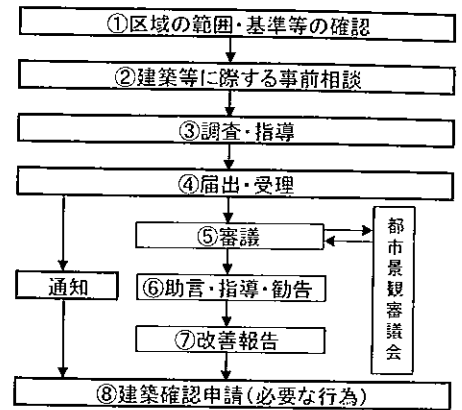 ①区域の範囲・基準等の確認
②建築等に際する事前相談
③調査・指導
④届出・受理
⑤審議
都市景観審議会
通知
⑥助言・指導・勧告
⑦改善報告
⑧建築確認申請(必要な行為)